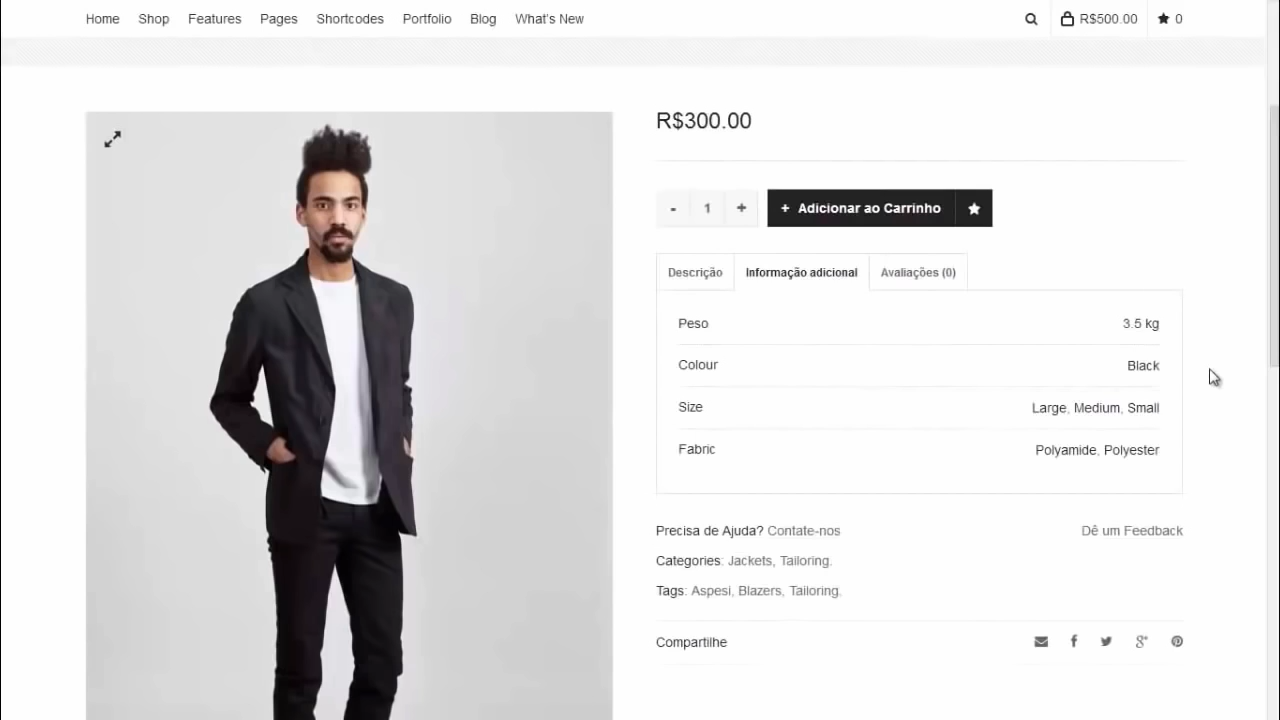 Home Shop Features Pages Shortcodes Portfolio Blog What's New R$500.00 0
R$300.00
- 1 + + Adicionar ao Carrinho
Descrição Informação adicional Avaliações (0)
Peso 3.5 kg
Colour Black
Size Large, Medium, Small
Fabric Polyamide, Polyester
Precisa de Ajuda? Contate-nos Dê um Feedback
Categories: Jackets, Tailoring.
Tags: Aspesi, Blazers, Tailoring.
Compartilhe